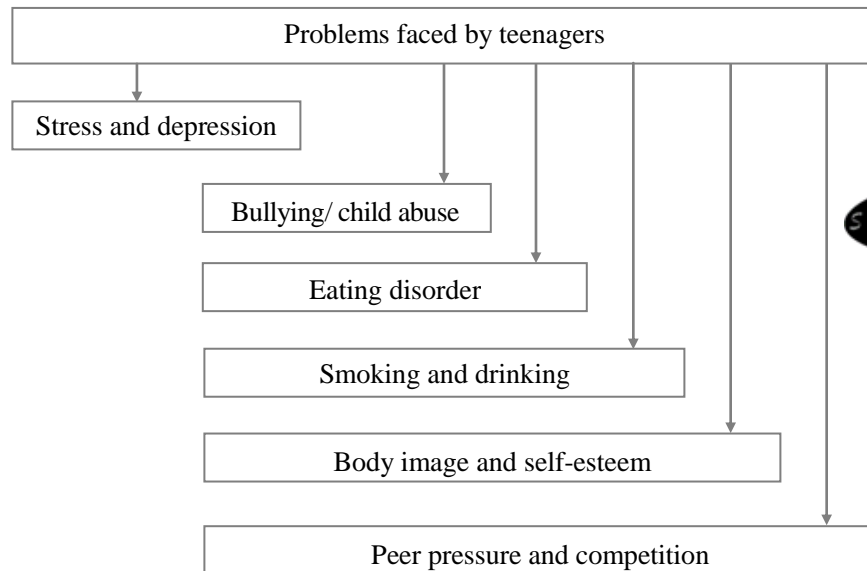 Problems faced by teenagers
Stress and depression
Bullying/ child abuse
Eating disorder
Smoking and drinking
Body image and self-esteem
Peer pressure and competition